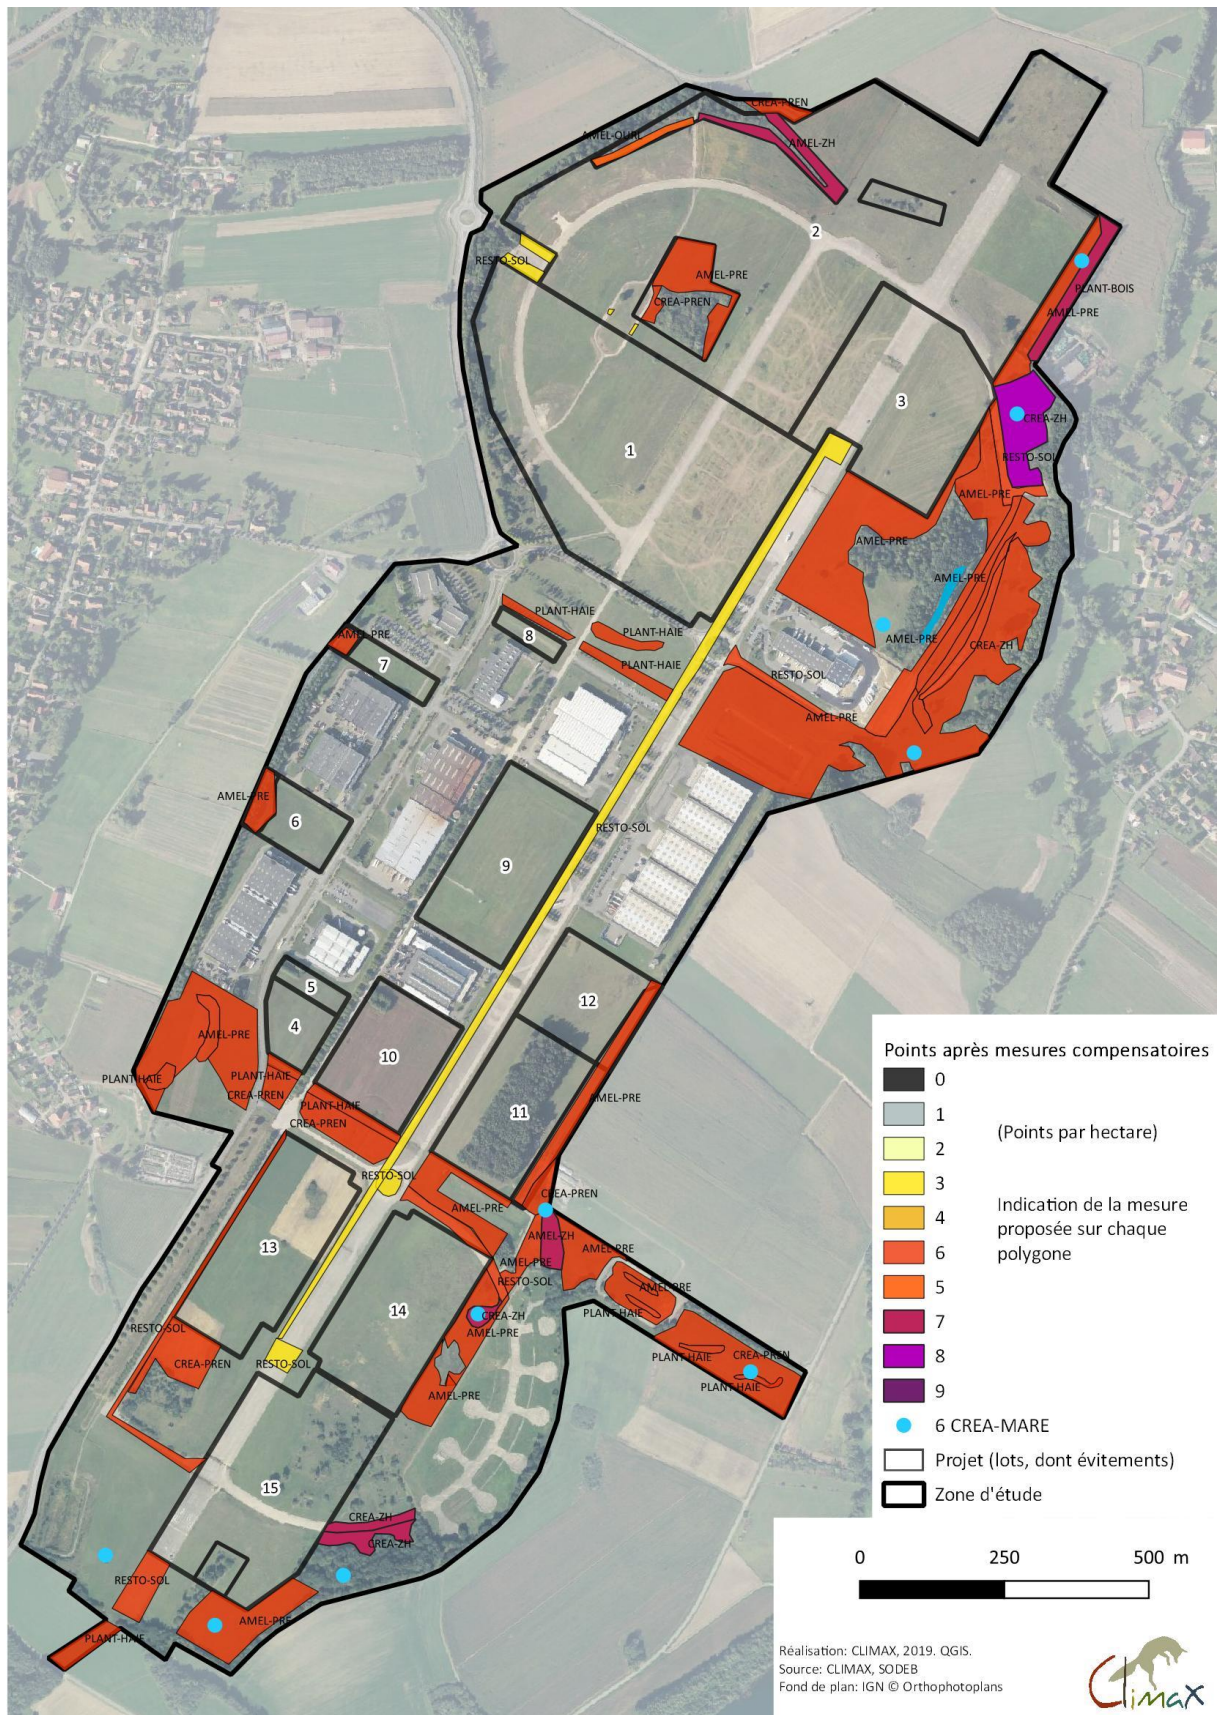 CREA-PREN
AMEL-OURL
AMEL-ZH
2
RESTO-SOL
AMEL-PRE
CREA-PREN
PLANT-BOIS
AMEL-PRE
3
CREA-ZH
1
RESTO-SOL
AMEL-PRE
AMEL-PRE
AMEL-PRE
PLANT-HAIE
8
PLANT-HAIE
AMEL-PRE
AMEL-PRE
CREA-ZH
7
PLANT-HAIE
RESTO-SOL
AMEL-PRE
AMEL-PRE
6
RESTO-SOL
9
5
12
4
AMEL-PRE
10
PLANT-HAIE
PLANT-HAIE
CREA-PREN
PLANT-HAIE
CREA-PREN
AMEL-PRE
11
RESTO-SOL
CREA-PREN
AMEL-PRE
AMEL-ZH
13
AMEL-PRE
AMEL-PRE
RESTO-SOL
AMEL-PRE
14
CREA-ZH
PLANT-HAIE
RESTO-SOL
AMEL-PRE
PLANT-HAIE
CREA-PREN
CREA-PREN
RESTO-SOL
PLANT-HAIE
AMEL-PRE
15
CREA-ZH
CREA-ZH
RESTO-SOL
AMEL-PRE
PLANT-HAIE
Points après mesures compensatoires
0
1
2
3
4
6
5
7
8
9
(Points par hectare)
Indication de la mesure
proposée sur chaque
polygone
6 CREA-MARE
Projet (lots, dont évitements)
Zone d'étude
0 250 500 m
Réalisation: CLIMAX, 2019. QGIS.
Source: CLIMAX, SODEB
Fond de plan: IGN © Orthophotoplans
Climax